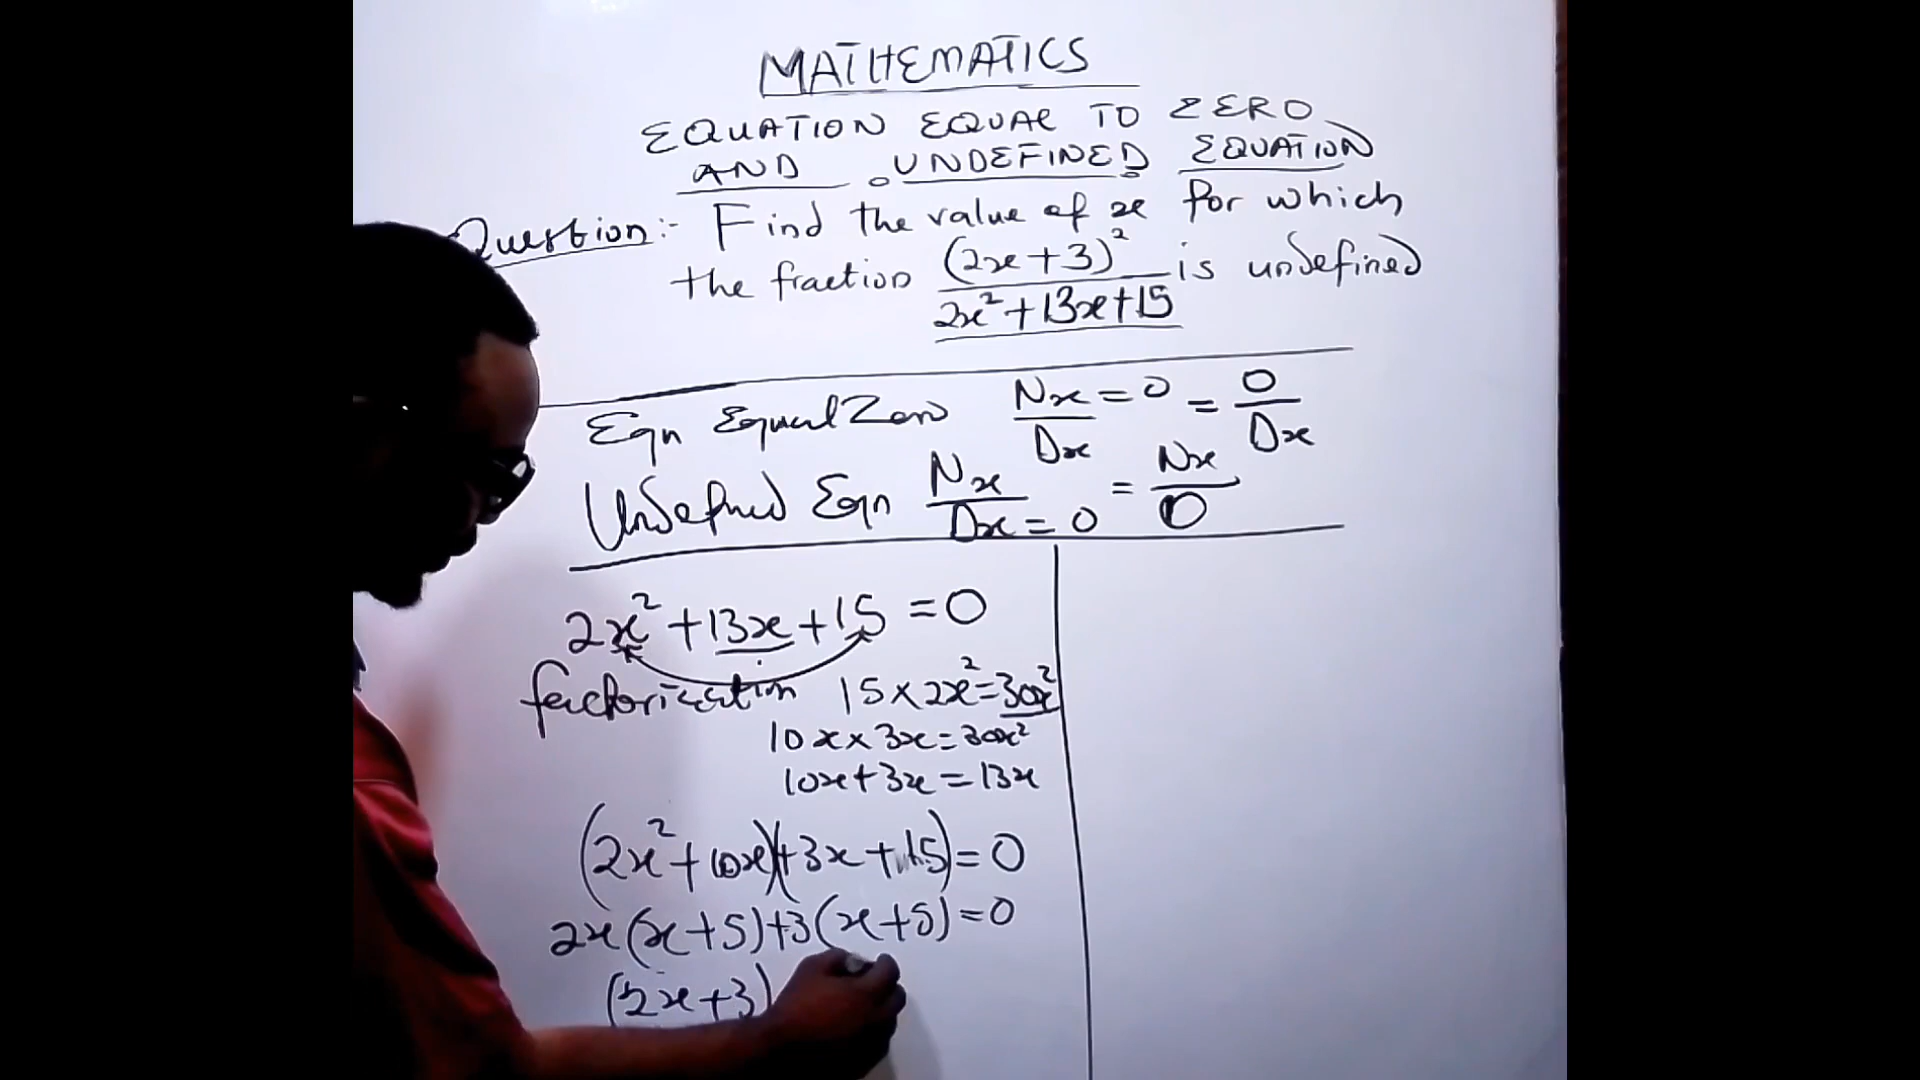 MATHEMATICS
EQUATION EQUAL TO ZERO
AND UNDEFINED EQUATION
Question:- Find the value of x for which
the fraction (2x+3)² / 2x²+13x+15 is undefined
Eqn Equal Zero Nx = 0 / Dx = 0 / Dx
Undefined Eqn Nx / Dx = 0 = Nx / 0
2x² + 13x + 15 = 0
factorization 15 × 2x² = 30x²
10x × 3x = 30x²
10x + 3x = 13x
(2x² + 10x)(+3x + 15) = 0
2x(x+5)+3(x+5) = 0
(2x+3)